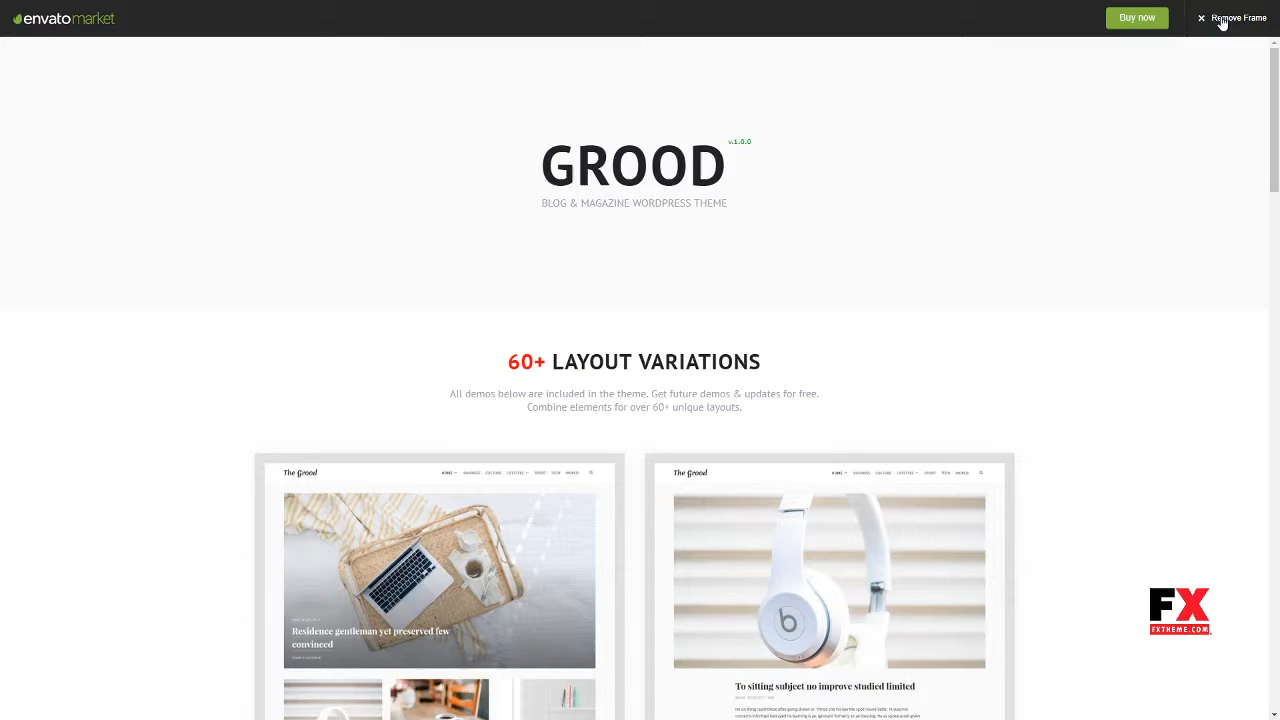 envatomarket
Buy now
✕ Remove Frame
GROOD
v.1.0.0
BLOG & MAGAZINE WORDPRESS THEME
60+ LAYOUT VARIATIONS
All demos below are included in the theme. Get future demos & updates for free.
Combine elements for over 60+ unique layouts.
The Grood
HOME BUSINESS CULTURE LIFESTYLE SPORT TECH WORLD
Residence gentleman yet preserved few
convinced
The Grood
HOME BUSINESS CULTURE LIFESTYLE SPORT TECH WORLD
b
To sitting subject no improve studied limited
FX
FXTHEME.COM